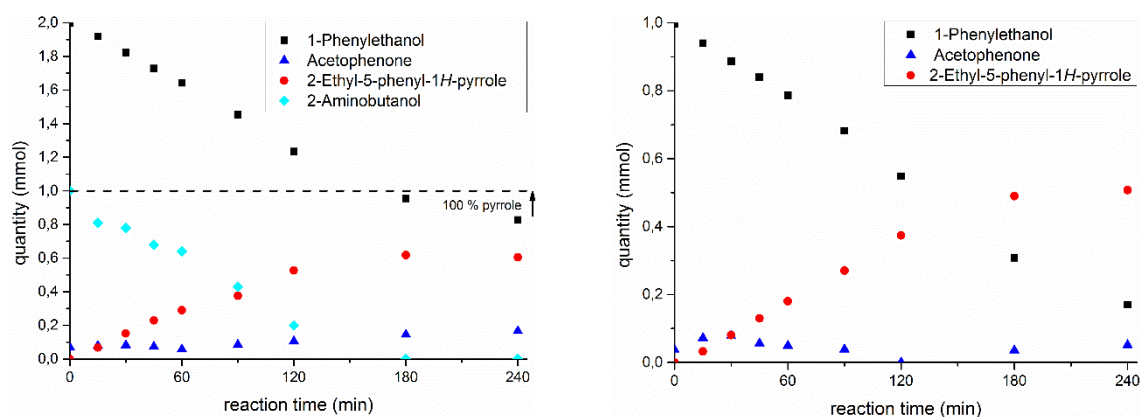 2,0
1,8
1,6
1,4
1,2
1,0
0,8
0,6
0,4
0,2
0,0
quantity (mmol)
1-Phenylethanol
Acetophenone
2-Ethyl-5-phenyl-1H-pyrrole
2-Aminobutanol
100 % pyrrole
0 60 120 180 240
reaction time (min)
1,0
0,8
0,6
0,4
0,2
0,0
quantity (mmol)
1-Phenylethanol
Acetophenone
2-Ethyl-5-phenyl-1H-pyrrole
0 60 120 180 240
reaction time (min)